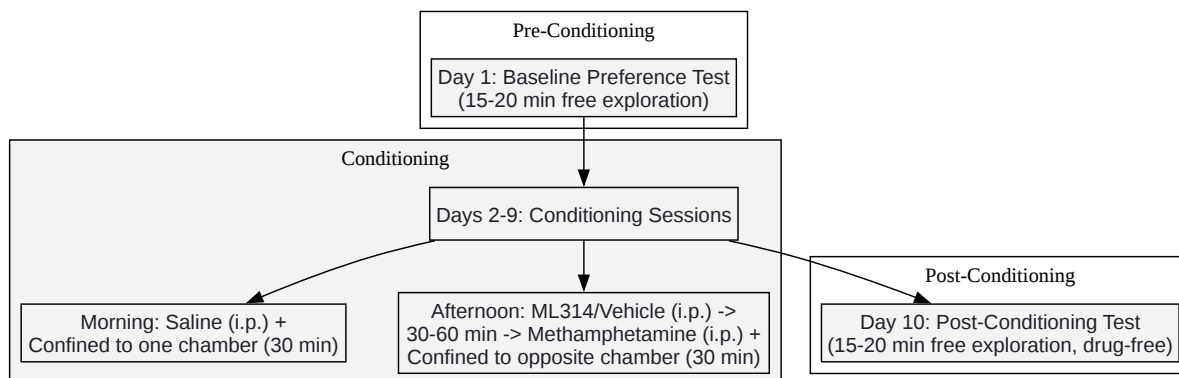 Pre-Conditioning
Day 1: Baseline Preference Test
(15-20 min free exploration)
Conditioning
Days 2-9: Conditioning Sessions
Morning: Saline (i.p.) +
Confined to one chamber (30 min)
Afternoon: ML314/Vehicle (i.p.) ->
30-60 min -> Methamphetamine (i.p.) +
Confined to opposite chamber (30 min)
Post-Conditioning
Day 10: Post-Conditioning Test
(15-20 min free exploration, drug-free)